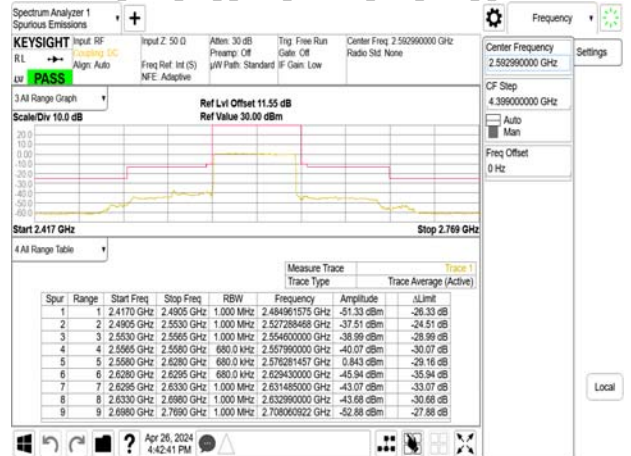 Spectrum Analyzer 1
Spurious Emissions
Frequency
KEYSIGHT
Input: RF
Coupling: DC
Align: Auto
Input Z: 50 Ω
Freq Ref: Int (S)
NFE: Adaptive
Atten: 30 dB
Preamp: Off
µW Path: Standard
Trig: Free Run
Gate: Off
IF Gain: Low
Center Freq: 2.592990000 GHz
Radio Std: None
RL
PASS
Center Frequency
2.592990000 GHz
Settings
CF Step
4.399000000 GHz
Auto
Man
Freq Offset
0 Hz
Local
3 All Range Graph
Scale/Div 10.0 dB
Ref Lvl Offset 11.55 dB
Ref Value 30.00 dBm
20.0
10.0
0.00
-10.0
-20.0
-30.0
-40.0
-50.0
-60.0
Start 2.417 GHz
Stop 2.769 GHz
4 All Range Table
Measure Trace Trace 1
Trace Type Trace Average (Active)
Spur Range Start Freq Stop Freq RBW Frequency Amplitude ΔLimit
1 1 2.4170 GHz 2.4905 GHz 1.000 MHz 2.484961575 GHz -51.33 dBm -26.33 dB
2 2 2.4905 GHz 2.5530 GHz 1.000 MHz 2.527288468 GHz -37.51 dBm -24.51 dB
3 3 2.5530 GHz 2.5565 GHz 1.000 MHz 2.554600000 GHz -38.99 dBm -28.99 dB
4 4 2.5565 GHz 2.5580 GHz 680.0 kHz 2.557990000 GHz -40.07 dBm -30.07 dB
5 5 2.5580 GHz 2.6280 GHz 680.0 kHz 2.576281457 GHz 0.843 dBm -29.16 dB
6 6 2.6280 GHz 2.6295 GHz 680.0 kHz 2.629430000 GHz -45.94 dBm -35.94 dB
7 7 2.6295 GHz 2.6330 GHz 1.000 MHz 2.631485000 GHz -43.07 dBm -33.07 dB
8 8 2.6330 GHz 2.6980 GHz 1.000 MHz 2.632990000 GHz -43.68 dBm -30.68 dB
9 9 2.6980 GHz 2.7690 GHz 1.000 MHz 2.708060922 GHz -52.88 dBm -27.88 dB
Apr 26, 2024
4:42:41 PM